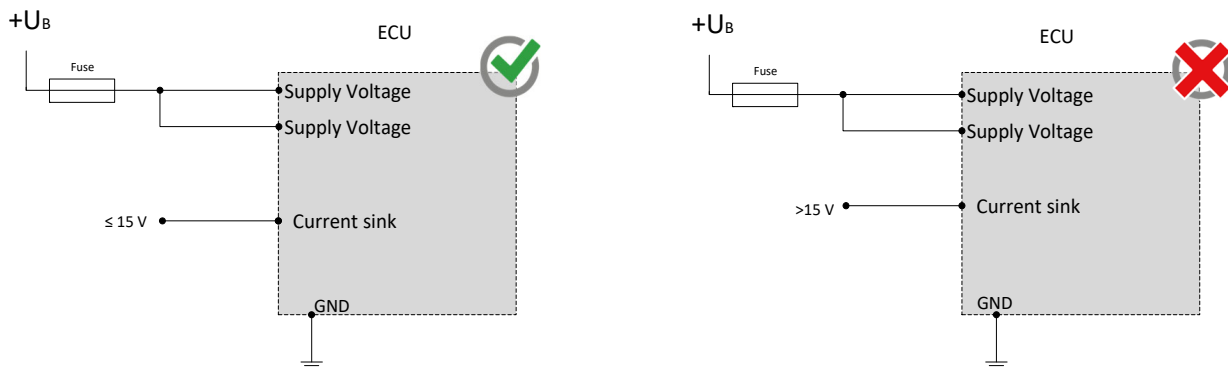 +UB
ECU
Fuse
Supply Voltage
Supply Voltage
≤ 15 V
Current sink
GND
+UB
ECU
Fuse
Supply Voltage
Supply Voltage
>15 V
Current sink
GND